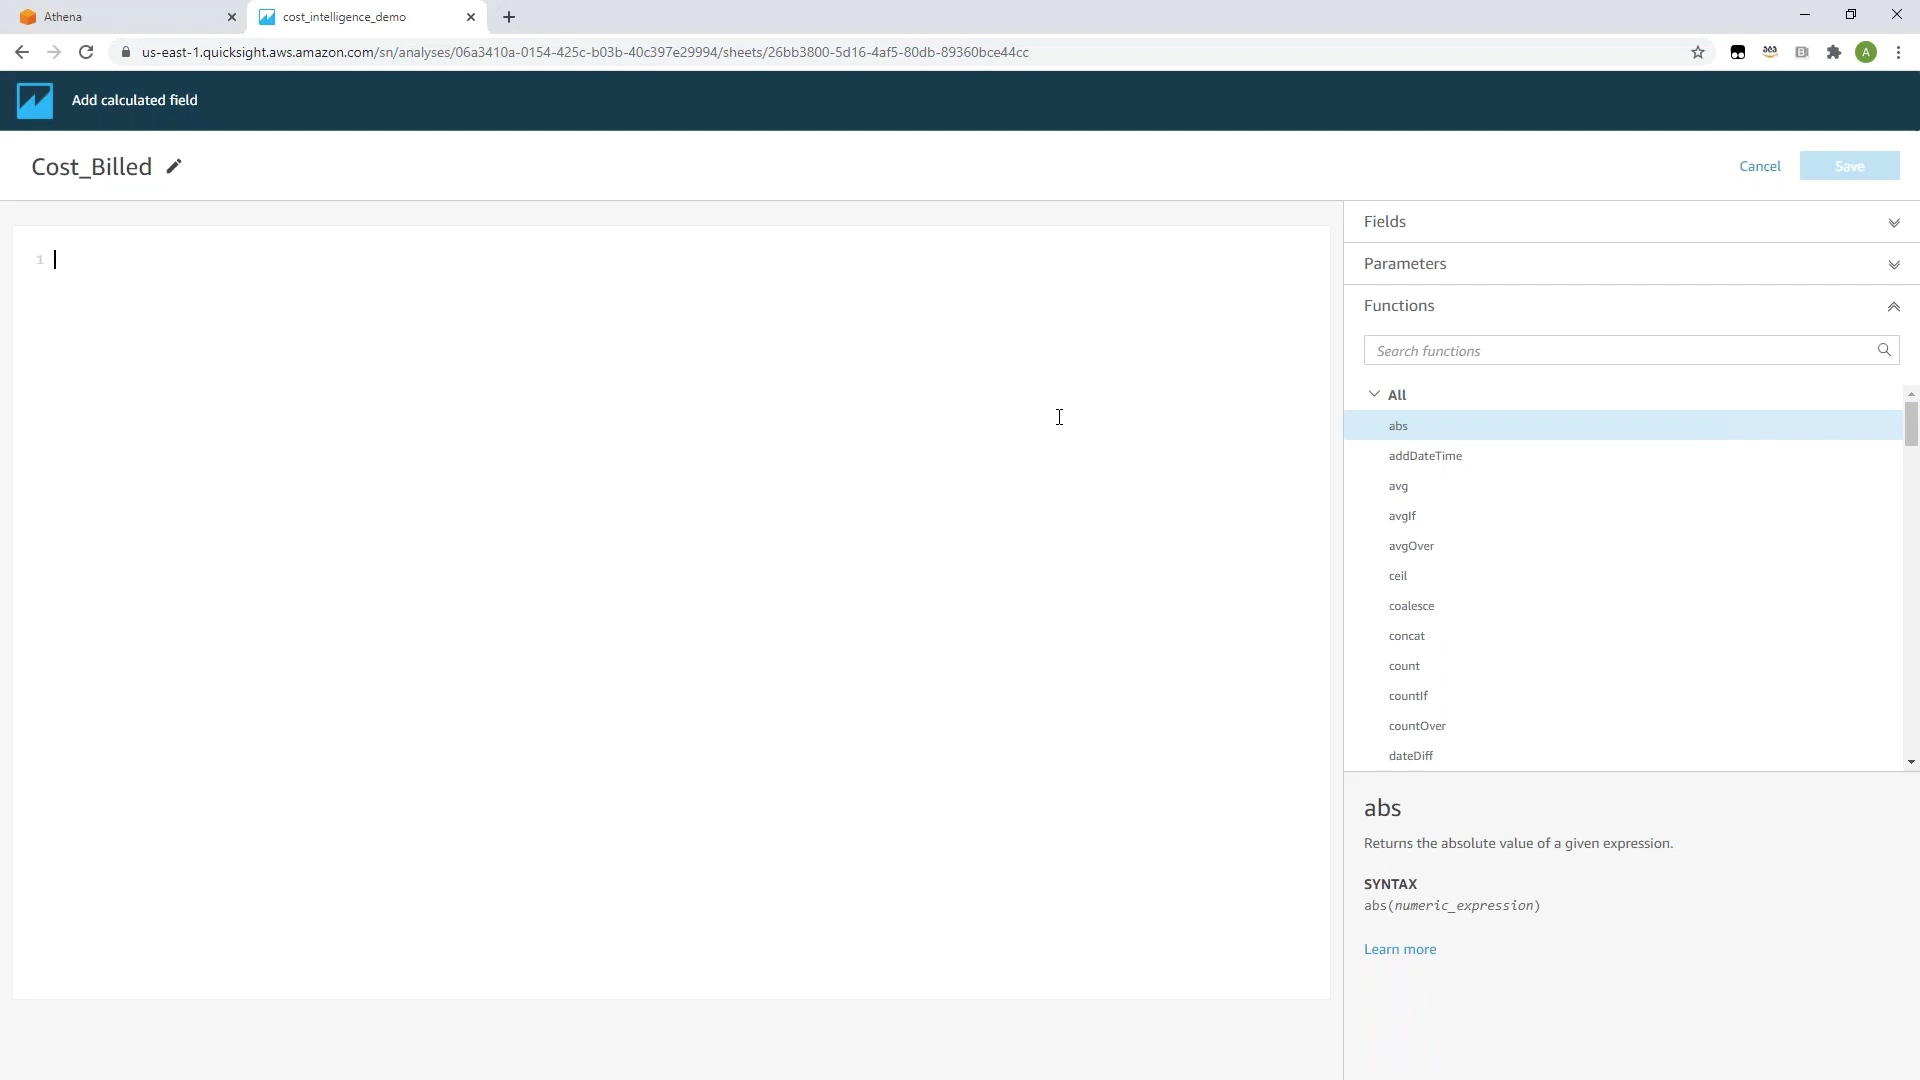 Athena
cost_intelligence_demo
us-east-1.quicksight.aws.amazon.com/sn/analyses/06a3410a-0154-425c-b03b-40c397e29994/sheets/26bb3800-5d16-4af5-80db-89360bce44cc
A
Add calculated field
Cost_Billed
Cancel
Save
1
Fields
Parameters
Functions
Search functions
All
abs
addDateTime
avg
avgIf
avgOver
ceil
coalesce
concat
count
countIf
countOver
dateDiff
abs
Returns the absolute value of a given expression.
SYNTAX
abs(numeric_expression)
Learn more